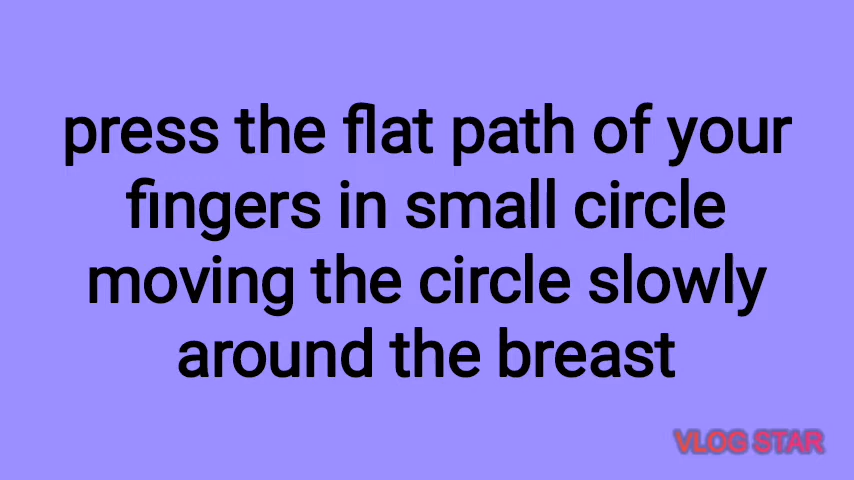 press the flat path of your
fingers in small circle
moving the circle slowly
around the breast
VLOG STAR